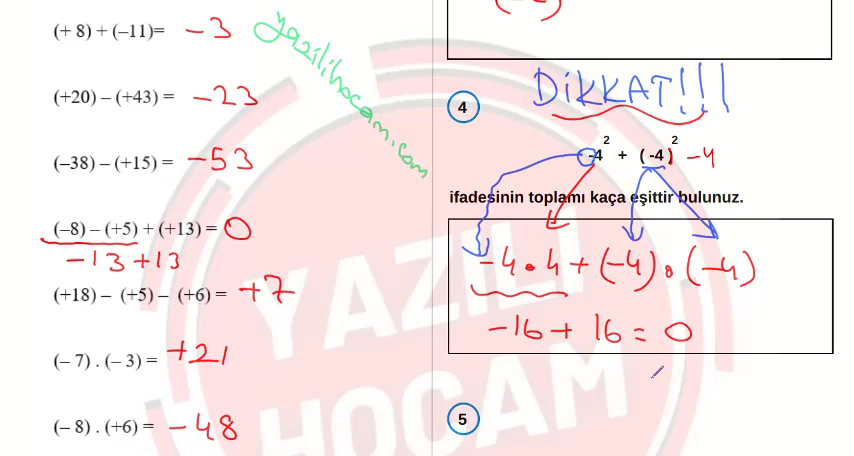 (+ 8) + (–11)= -3
(+20) – (+43) = -23
(–38) – (+15) = -53
(–8) – (+5) + (+13) = 0
-13 +13
(+18) – (+5) – (+6) = +7
(– 7) . (– 3) = +21
(– 8) . (+6) = -48
yazilihocam.com
4
DİKKAT!!!
-4² + (-4)² -4
ifadesinin toplamı kaça eşittir bulunuz.
-4 . 4 + (-4) . (-4)
-16 + 16 = 0
5
YAZILI
HOCAM